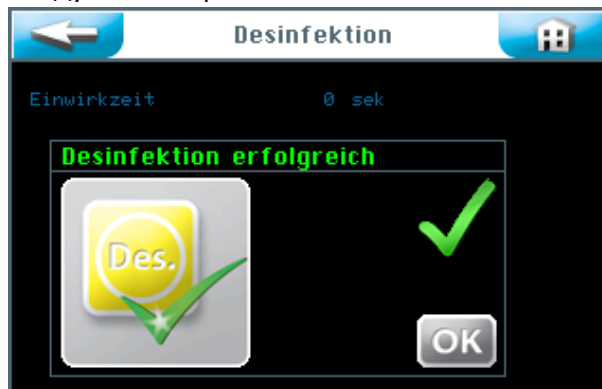 Desinfektion
Einwirkzeit 0 sek
Desinfektion erfolgreich
Des.
OK